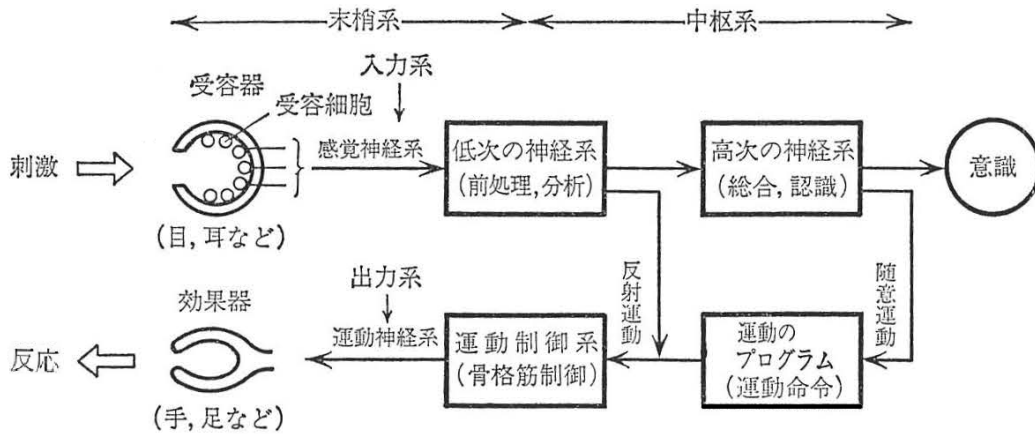 末梢系
中枢系
入力系
受容器
受容細胞
刺激
感覚神経系
低次の神経系
(前処理,分析)
高次の神経系
(総合,認識)
意識
(目,耳など)
反射運動
随意運動
出力系
効果器
反応
運動神経系
運動制御系
(骨格筋制御)
運動の
プログラム
(運動命令)
(手,足など)